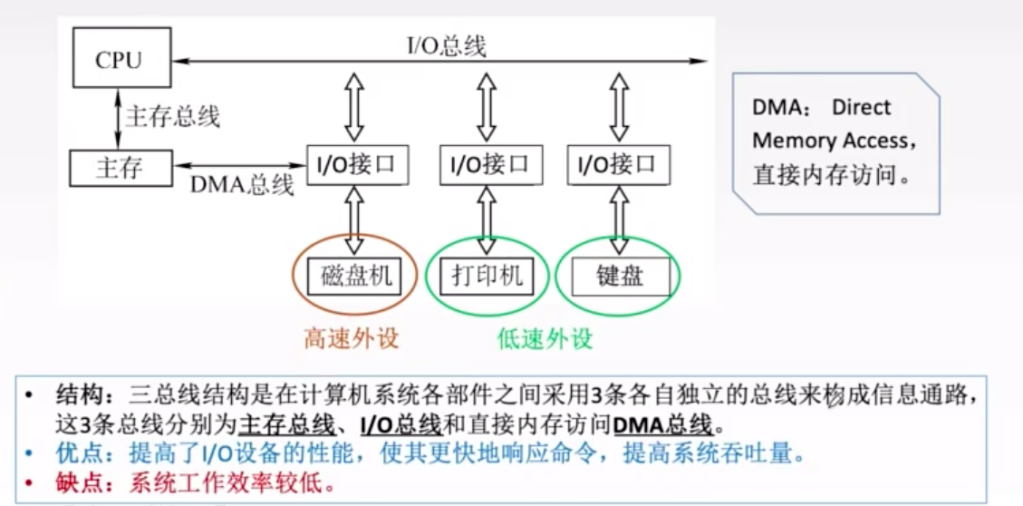 I/O总线
CPU
主存总线
主存
DMA总线
I/O接口
I/O接口
I/O接口
磁盘机
打印机
键盘
高速外设
低速外设
DMA： Direct
Memory Access，
直接内存访问。
• 结构：三总线结构是在计算机系统各部件之间采用3条各自独立的总线来构成信息通路，
这3条总线分别为主存总线、I/O总线和直接内存访问DMA总线。
• 优点：提高了I/O设备的性能，使其更快地响应命令，提高系统吞吐量。
• 缺点：系统工作效率较低。